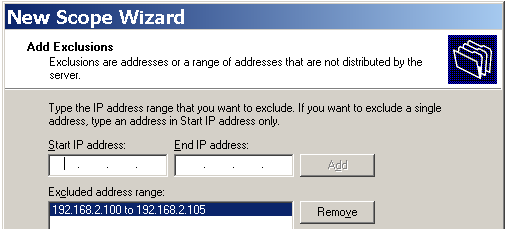 New Scope Wizard
Add Exclusions
Exclusions are addresses or a range of addresses that are not distributed by the
server.
Type the IP address range that you want to exclude. If you want to exclude a single
address, type an address in Start IP address only.
Start IP address: End IP address:
. . . . . . Add
Excluded address range:
192.168.2.100 to 192.168.2.105 Remove